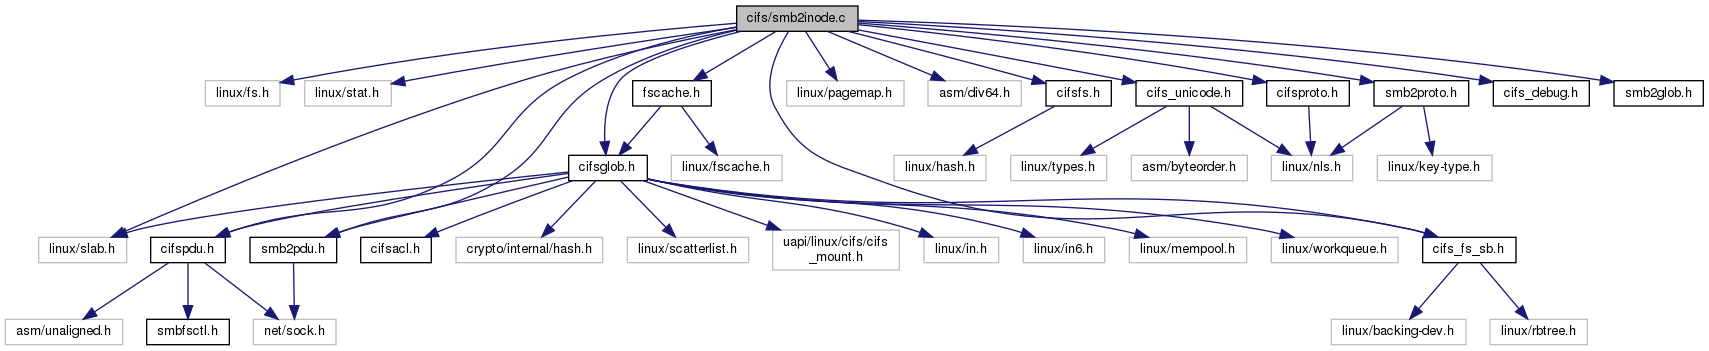 cifs/smb2inode.c
linux/fs.h
linux/stat.h
fscache.h
linux/pagemap.h
asm/div64.h
cifsfs.h
cifs_unicode.h
cifsproto.h
smb2proto.h
cifs_debug.h
smb2glob.h
cifsglob.h
linux/fscache.h
linux/hash.h
linux/types.h
asm/byteorder.h
linux/nls.h
linux/key-type.h
linux/slab.h
cifspdu.h
smb2pdu.h
cifsacl.h
crypto/internal/hash.h
linux/scatterlist.h
uapi/linux/cifs/cifs
_mount.h
linux/in.h
linux/in6.h
linux/mempool.h
linux/workqueue.h
cifs_fs_sb.h
asm/unaligned.h
smbfsctl.h
net/sock.h
linux/backing-dev.h
linux/rbtree.h